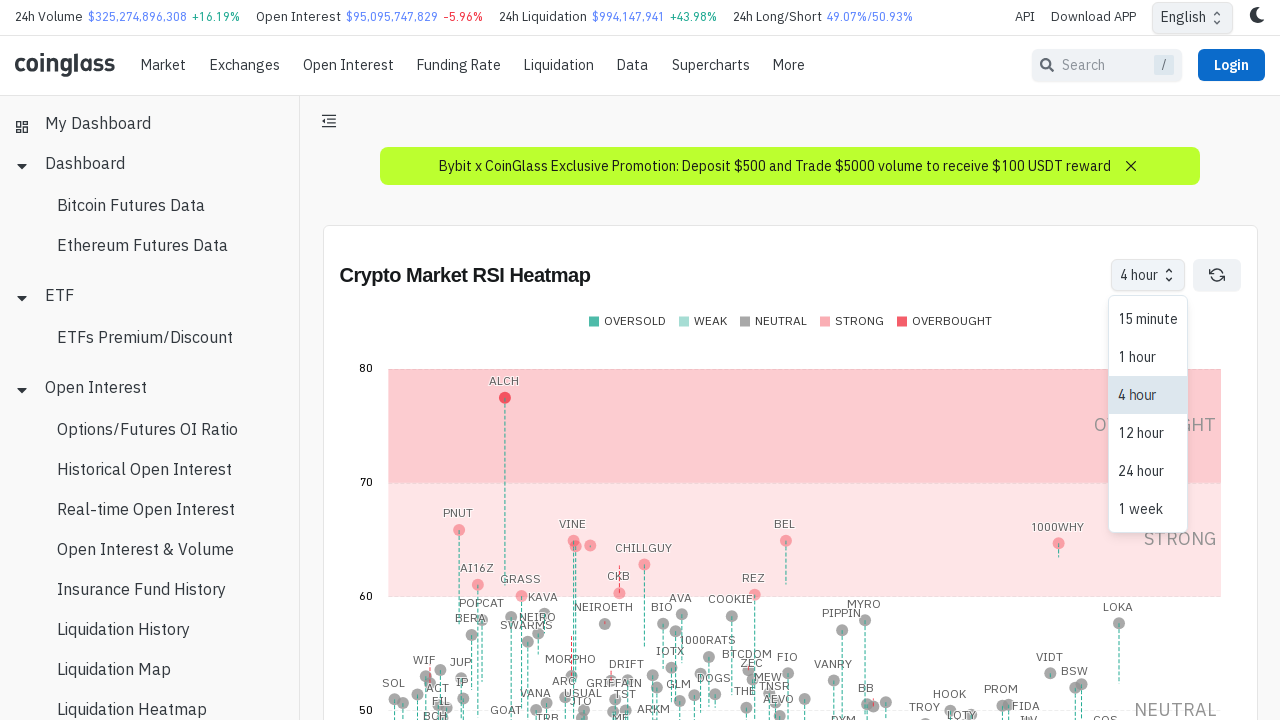 24h Volume $325,274,896,308 +16.19% Open Interest $95,095,747,829 -5.96% 24h Liquidation $994,147,941 +43.98% 24h Long/Short 49.07%/50.93% API Download APP English
coinglass Market Exchanges Open Interest Funding Rate Liquidation Data Supercharts More Search / Login
My Dashboard
Dashboard
Bitcoin Futures Data
Ethereum Futures Data
ETF
ETFs Premium/Discount
Open Interest
Options/Futures OI Ratio
Historical Open Interest
Real-time Open Interest
Open Interest & Volume
Insurance Fund History
Liquidation History
Liquidation Map
Liquidation Heatmap
Bybit x CoinGlass Exclusive Promotion: Deposit $500 and Trade $5000 volume to receive $100 USDT reward
Crypto Market RSI Heatmap 4 hour
15 minute
1 hour
4 hour
12 hour
24 hour
1 week
OVERSOLD WEAK NEUTRAL STRONG OVERBOUGHT
80
ALCH
70
PNUT VINE BEL 1000WHY
STRONG
CHILLGUY
AI16Z GRASS CKB REZ
60
POPCAT KAVA NEIROETH BIO AVA COOKIE MYRO LOKA
BERA NEIRO SWARMS PIPPIN
1000RATS
WIF JUP MORPHO DRIFT IOTX BTCDOM ZEC FIO VANRY VIDT
SOL ACT IP ARC GRIFFAIN GLM DOGS MEW BB BSW
FIL VANA USUAL TST THE TNSR HOOK PROM
BCH GOAT JTO ARKM AEVO TROY FIDA
50
TRB ME DYM LQTY COS
NEUTRAL